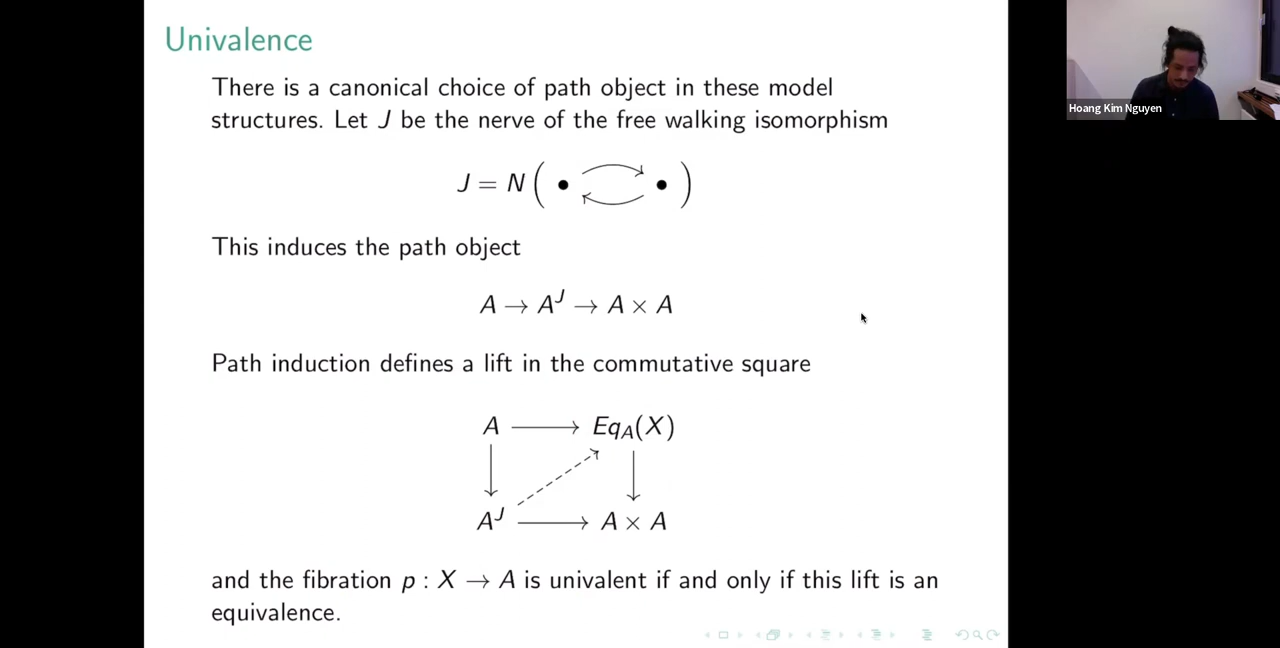 Univalence
There is a canonical choice of path object in these model
structures. Let J be the nerve of the free walking isomorphism
J = N( • • )
This induces the path object
A → A^J → A × A
Path induction defines a lift in the commutative square
A → Eq_A(X)
A^J → A × A
and the fibration p : X → A is univalent if and only if this lift is an
equivalence.
Hoang Kim Nguyen